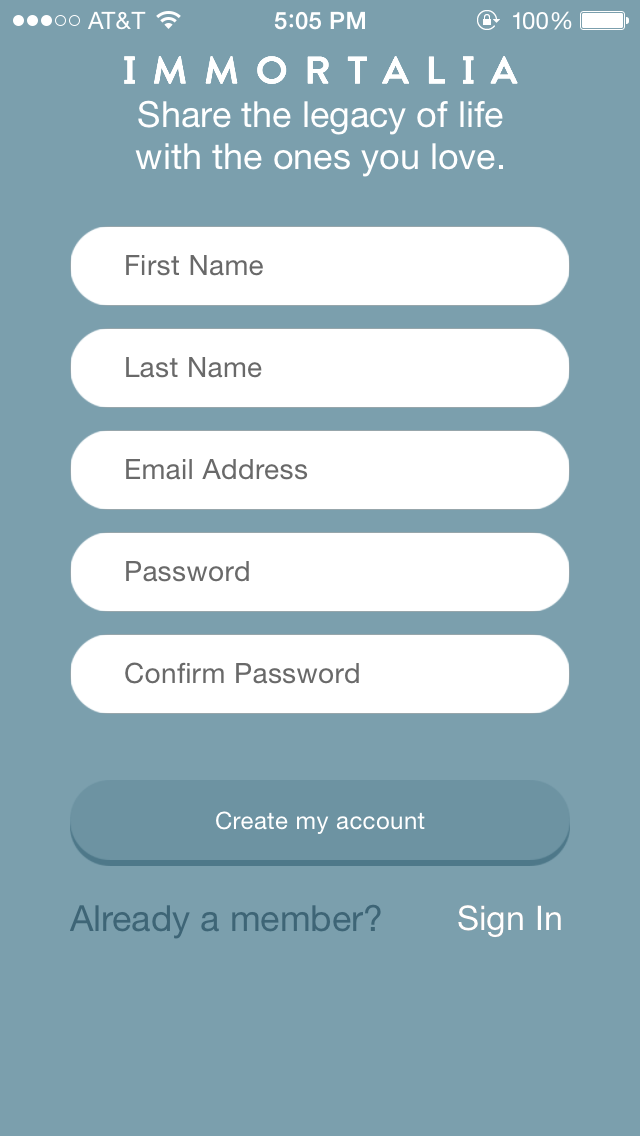 AT&T 5:05 PM 100%
IMMORTALIA
Share the legacy of life
with the ones you love.
First Name
Last Name
Email Address
Password
Confirm Password
Create my account
Already a member? Sign In